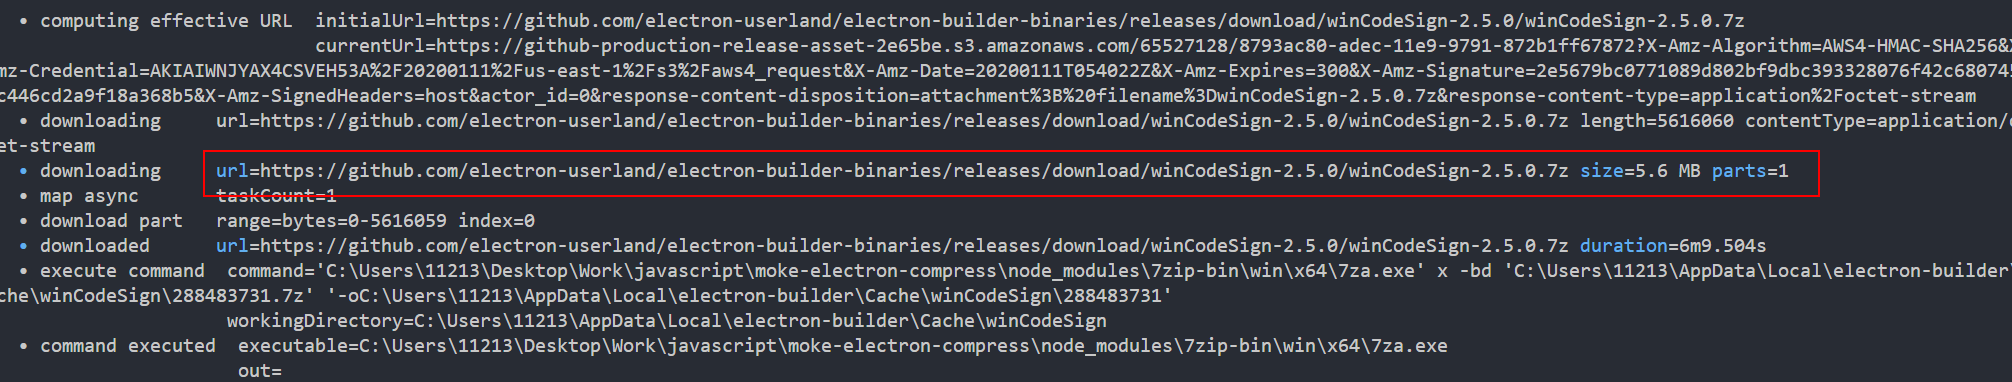 • computing effective URL initialUrl=https://github.com/electron-userland/electron-builder-binaries/releases/download/winCodeSign-2.5.0/winCodeSign-2.5.0.7z
currentUrl=https://github-production-release-asset-2e65be.s3.amazonaws.com/65527128/8793ac80-adec-11e9-9791-872b1ff67872?X-Amz-Algorithm=AWS4-HMAC-SHA256&X
mz-Credential=AKIAIWNJYAX4CSVEH53A%2F20200111%2Fus-east-1%2Fs3%2Faws4_request&X-Amz-Date=20200111T054022Z&X-Amz-Expires=300&X-Amz-Signature=2e5679bc0771089d802bf9dbc393328076f42c680745
c446cd2a9f18a368b5&X-Amz-SignedHeaders=host&actor_id=0&response-content-disposition=attachment%3B%20filename%3DwinCodeSign-2.5.0.7z&response-content-type=application%2Foctet-stream
• downloading url=https://github.com/electron-userland/electron-builder-binaries/releases/download/winCodeSign-2.5.0/winCodeSign-2.5.0.7z length=5616060 contentType=application/o
et-stream
• downloading url=https://github.com/electron-userland/electron-builder-binaries/releases/download/winCodeSign-2.5.0/winCodeSign-2.5.0.7z size=5.6 MB parts=1
• map async taskCount=1
• download part range=bytes=0-5616059 index=0
• downloaded url=https://github.com/electron-userland/electron-builder-binaries/releases/download/winCodeSign-2.5.0/winCodeSign-2.5.0.7z duration=6m9.504s
• execute command command='C:\Users\11213\Desktop\Work\javascript\moke-electron-compress\node_modules\7zip-bin\win\x64\7za.exe' x -bd 'C:\Users\11213\AppData\Local\electron-builder\
che\winCodeSign\288483731.7z' '-oC:\Users\11213\AppData\Local\electron-builder\Cache\winCodeSign\288483731'
workingDirectory=C:\Users\11213\AppData\Local\electron-builder\Cache\winCodeSign
• command executed executable=C:\Users\11213\Desktop\Work\javascript\moke-electron-compress\node_modules\7zip-bin\win\x64\7za.exe
out=